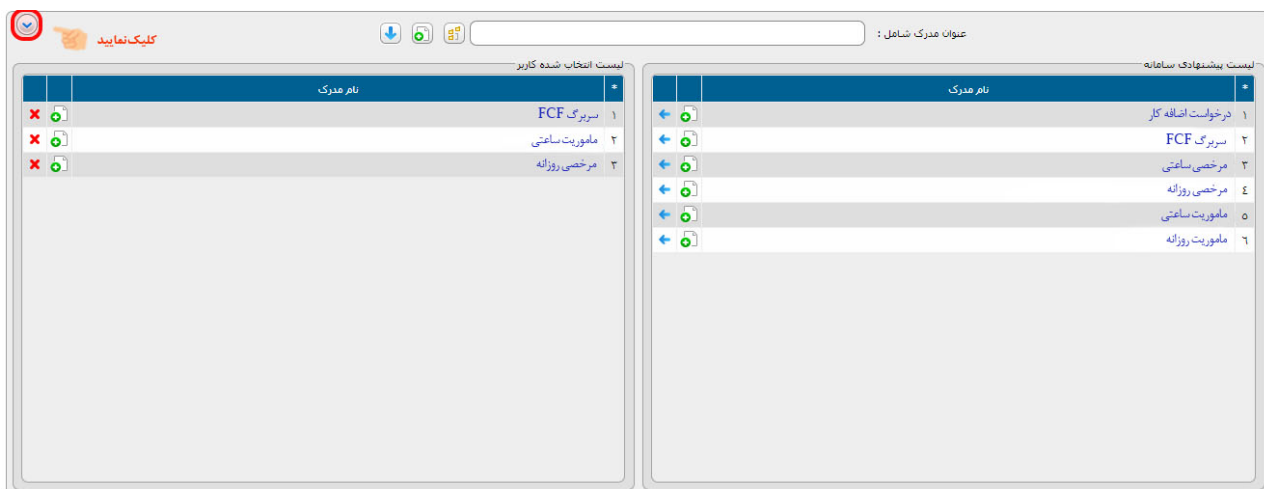 عنوان مدرک شامل :
کلیک‌نمایید
لیست پیشنهادی سامانه
* نام مدرک
۱ درخواست اضافه کار
۲ سربرگ FCF
۳ مرخصی ساعتی
٤ مرخصی روزانه
۵ ماموریت ساعتی
٦ ماموریت روزانه
لیست انتخاب شده کاربر
* نام مدرک
۱ سربرگ FCF
۲ ماموریت ساعتی
۳ مرخصی روزانه